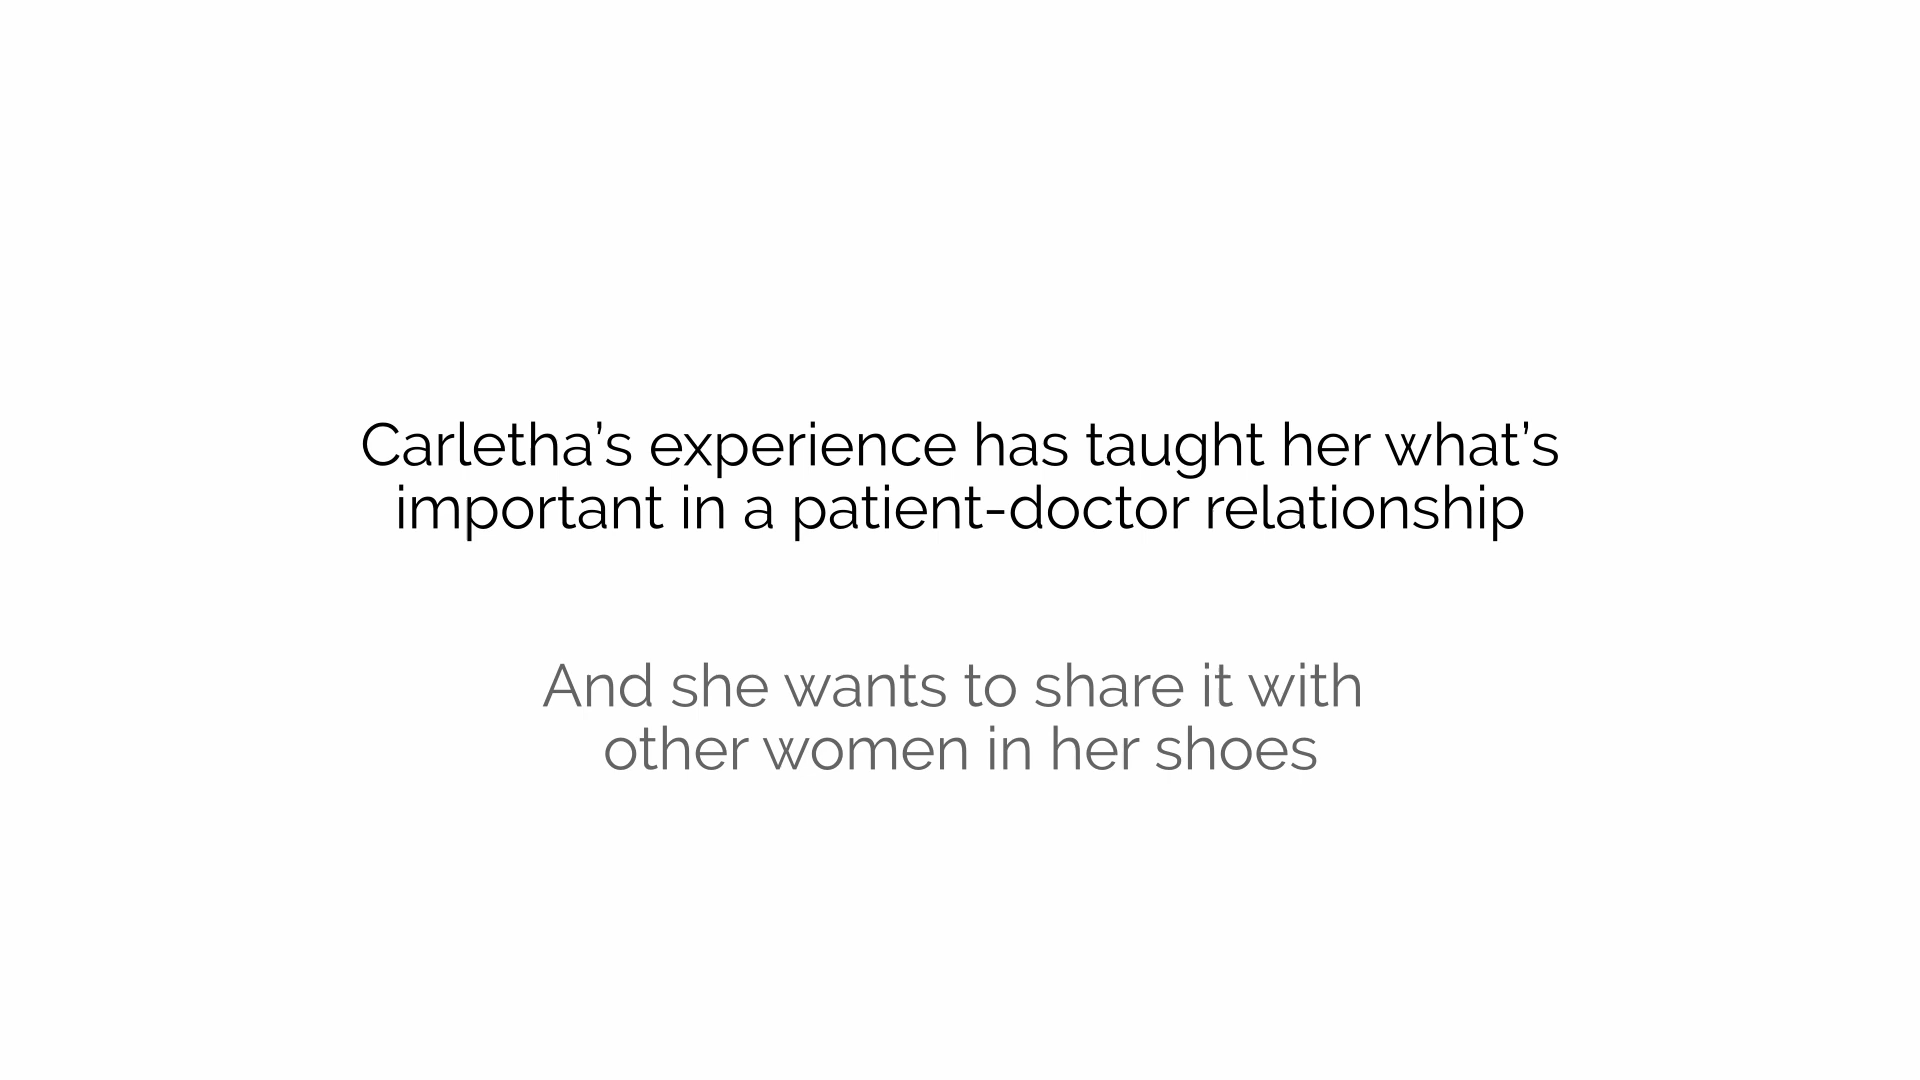 Carletha’s experience has taught her what’s
important in a patient-doctor relationship
And she wants to share it with
other women in her shoes